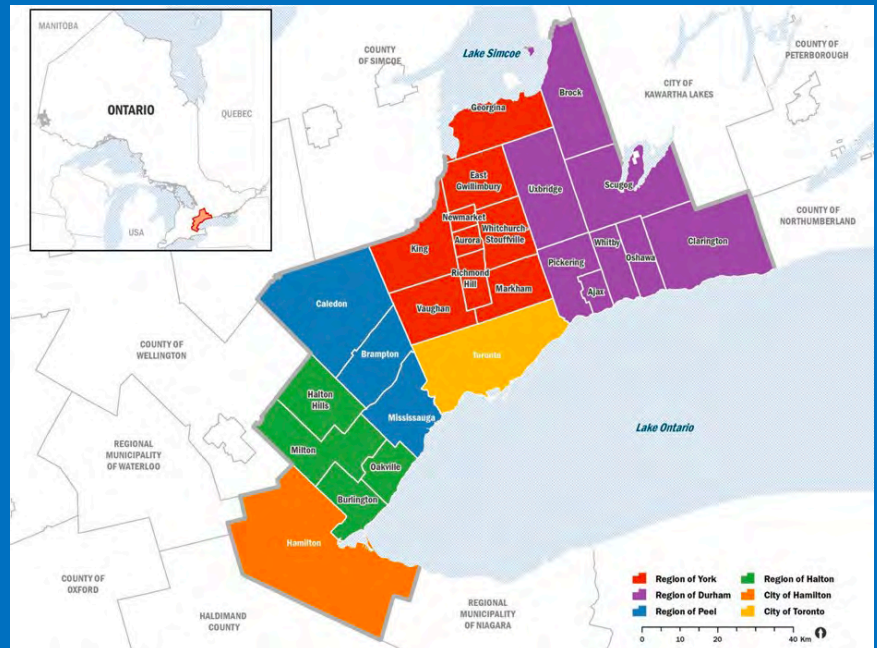 MANITOBA
ONTARIO
QUEBEC
USA
COUNTY
OF SIMCOE
Lake Simcoe
COUNTY OF
PETERBOROUGH
CITY OF
KAWARTHA LAKES
Brock
Georgina
East
Gwillimbury
Uxbridge
Scugog
COUNTY OF
NORTHUMBERLAND
Newmarket
Whitchurch-
Stouffville
Aurora
King
Richmond
Hill
Markham
Vaughan
Pickering
Whitby
Oshawa
Clarington
Ajax
Caledon
Brampton
Toronto
Mississauga
COUNTY OF
WELLINGTON
Halton
Hills
Milton
Oakville
Burlington
Lake Ontario
REGIONAL
MUNICIPALITY
OF WATERLOO
Hamilton
COUNTY OF
OXFORD
HALDIMAND
COUNTY
REGIONAL
MUNICIPALITY
OF NIAGARA
Region of York
Region of Durham
Region of Peel
Region of Halton
City of Hamilton
City of Toronto
0 10 20 40 Km